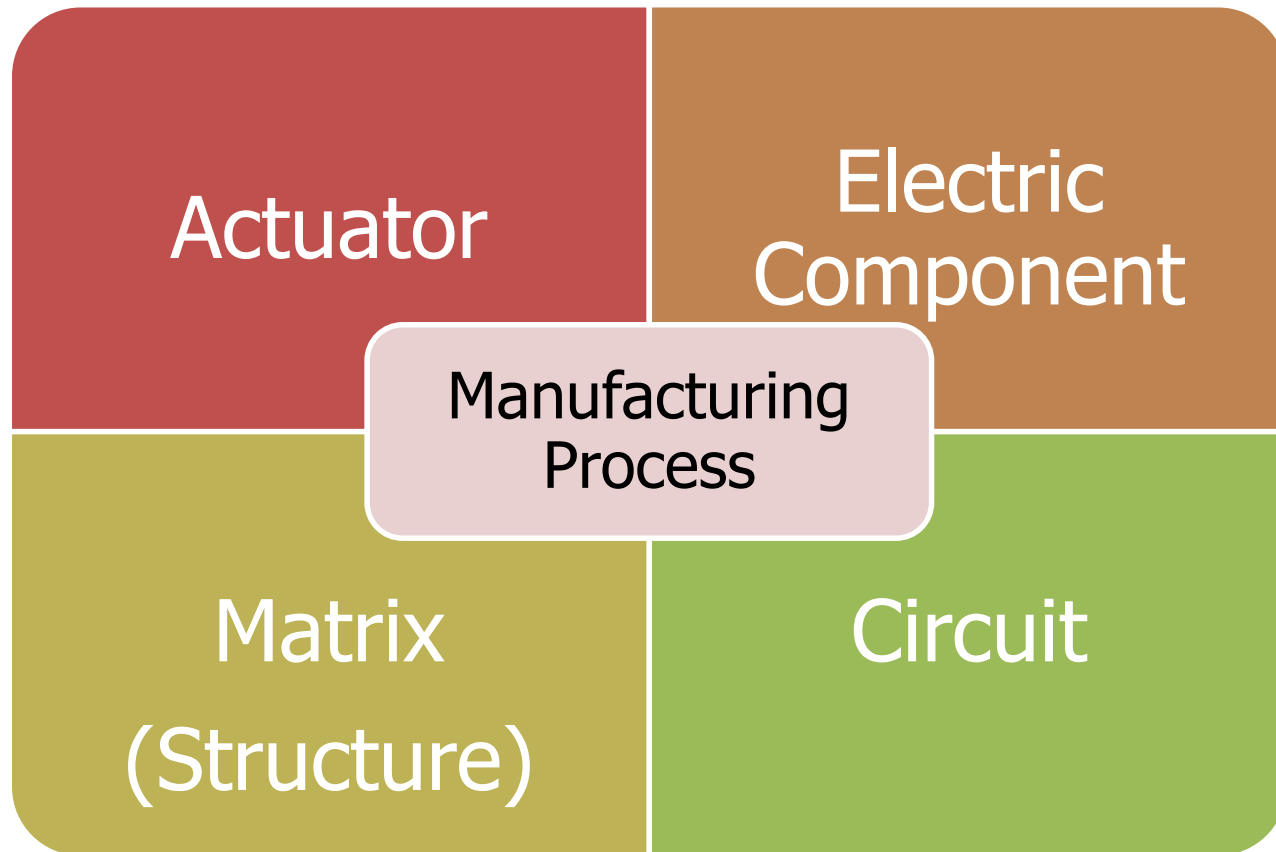 Actuator
Electric
Component
Manufacturing
Process
Matrix
(Structure)
Circuit